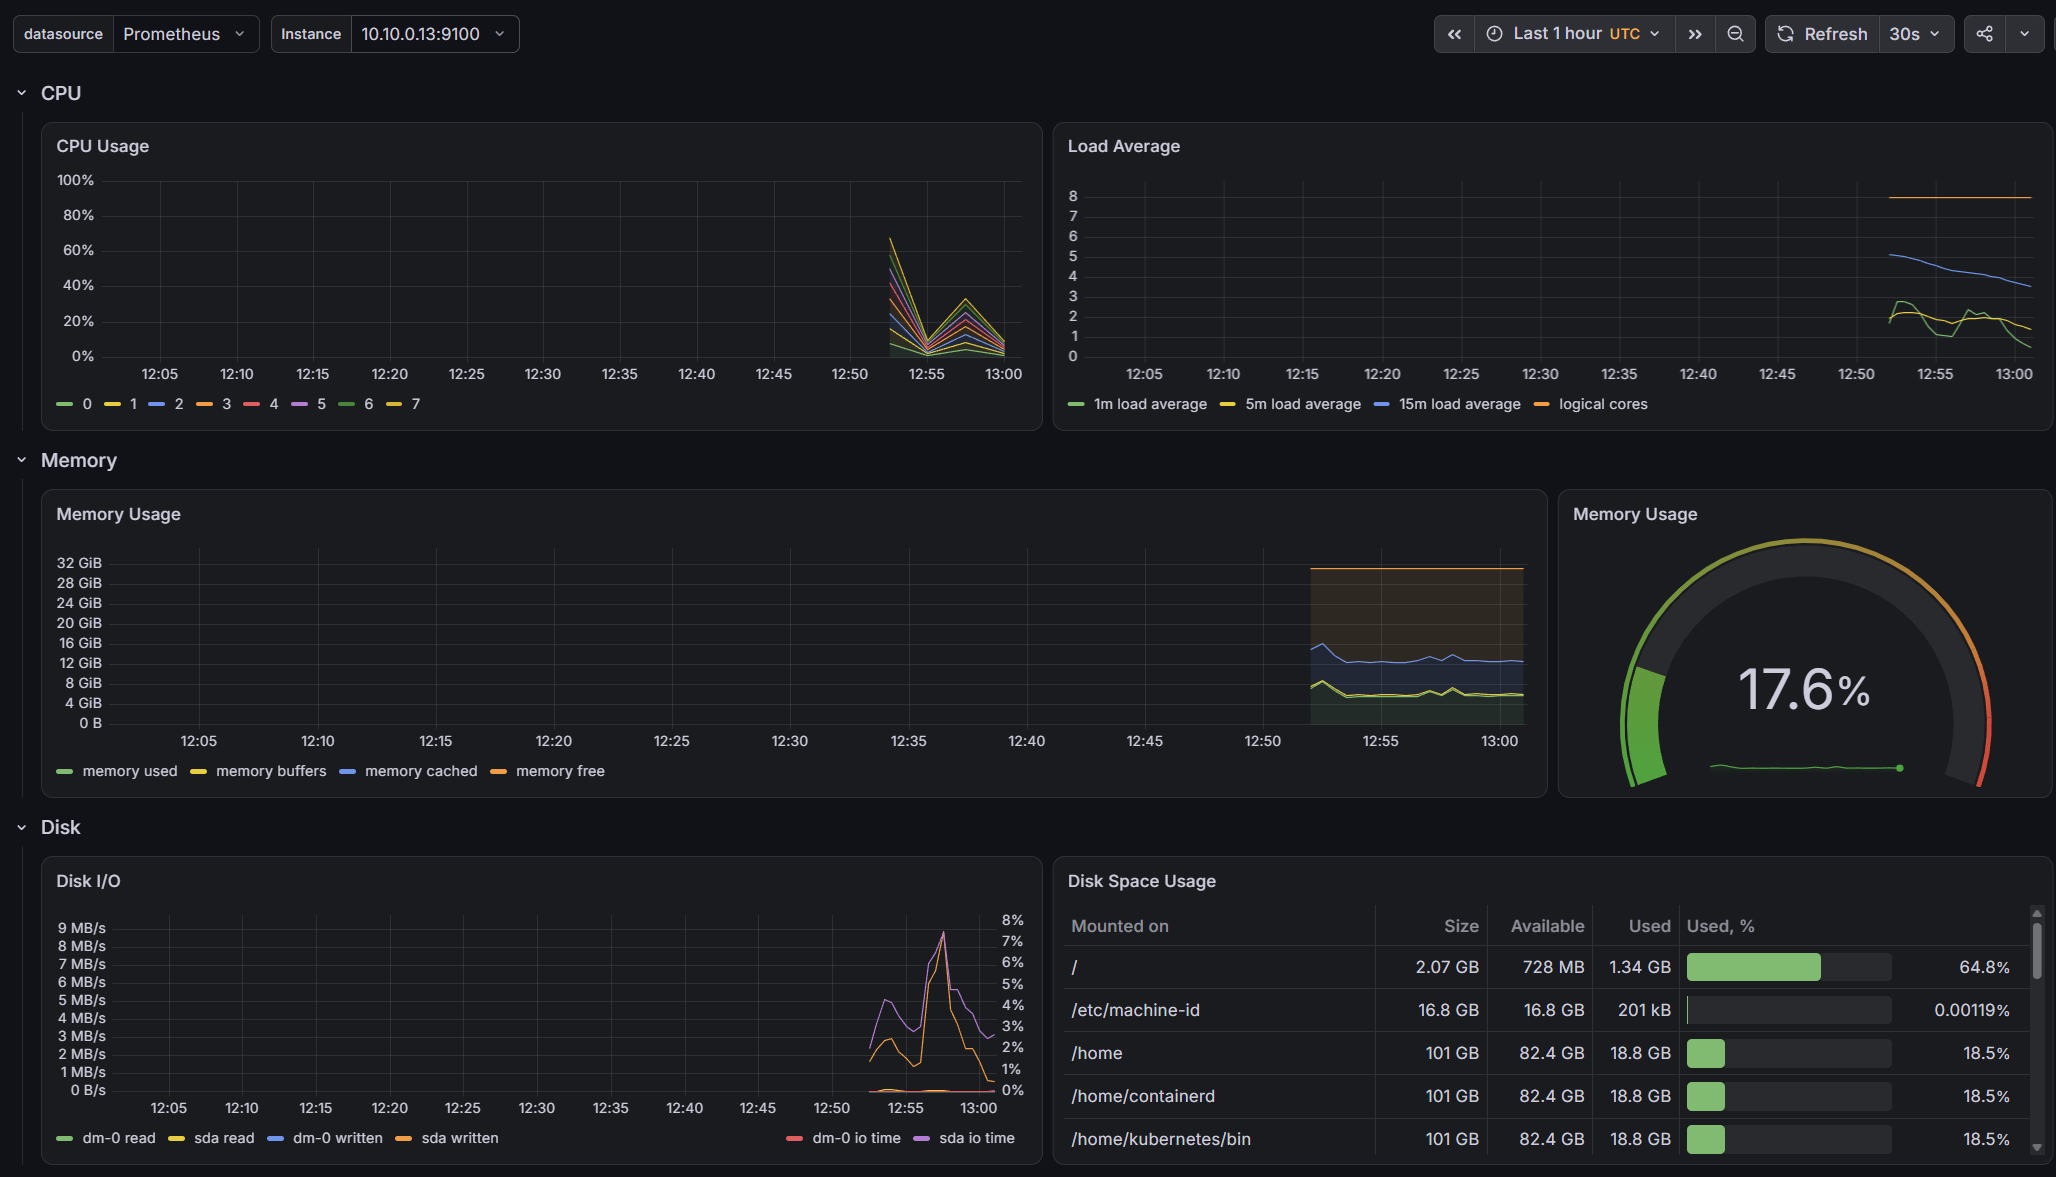 datasource Prometheus Instance 10.10.0.13:9100 Last 1 hour UTC Refresh 30s
CPU
CPU Usage
100%
80%
60%
40%
20%
0%
12:05 12:10 12:15 12:20 12:25 12:30 12:35 12:40 12:45 12:50 12:55 13:00
0 1 2 3 4 5 6 7
Load Average
8
7
6
5
4
3
2
1
0
12:05 12:10 12:15 12:20 12:25 12:30 12:35 12:40 12:45 12:50 12:55 13:00
1m load average 5m load average 15m load average logical cores
Memory
Memory Usage
32 GiB
28 GiB
24 GiB
20 GiB
16 GiB
12 GiB
8 GiB
4 GiB
0 B
12:05 12:10 12:15 12:20 12:25 12:30 12:35 12:40 12:45 12:50 12:55 13:00
memory used memory buffers memory cached memory free
Memory Usage
17.6%
Disk
Disk I/O
9 MB/s
8 MB/s
7 MB/s
6 MB/s
5 MB/s
4 MB/s
3 MB/s
2 MB/s
1 MB/s
0 B/s
8%
7%
6%
5%
4%
3%
2%
1%
0%
12:05 12:10 12:15 12:20 12:25 12:30 12:35 12:40 12:45 12:50 12:55 13:00
dm-0 read sda read dm-0 written sda written dm-0 io time sda io time
Disk Space Usage
Mounted on Size Available Used Used, %
/ 2.07 GB 728 MB 1.34 GB 64.8%
/etc/machine-id 16.8 GB 16.8 GB 201 kB 0.00119%
/home 101 GB 82.4 GB 18.8 GB 18.5%
/home/containerd 101 GB 82.4 GB 18.8 GB 18.5%
/home/kubernetes/bin 101 GB 82.4 GB 18.8 GB 18.5%